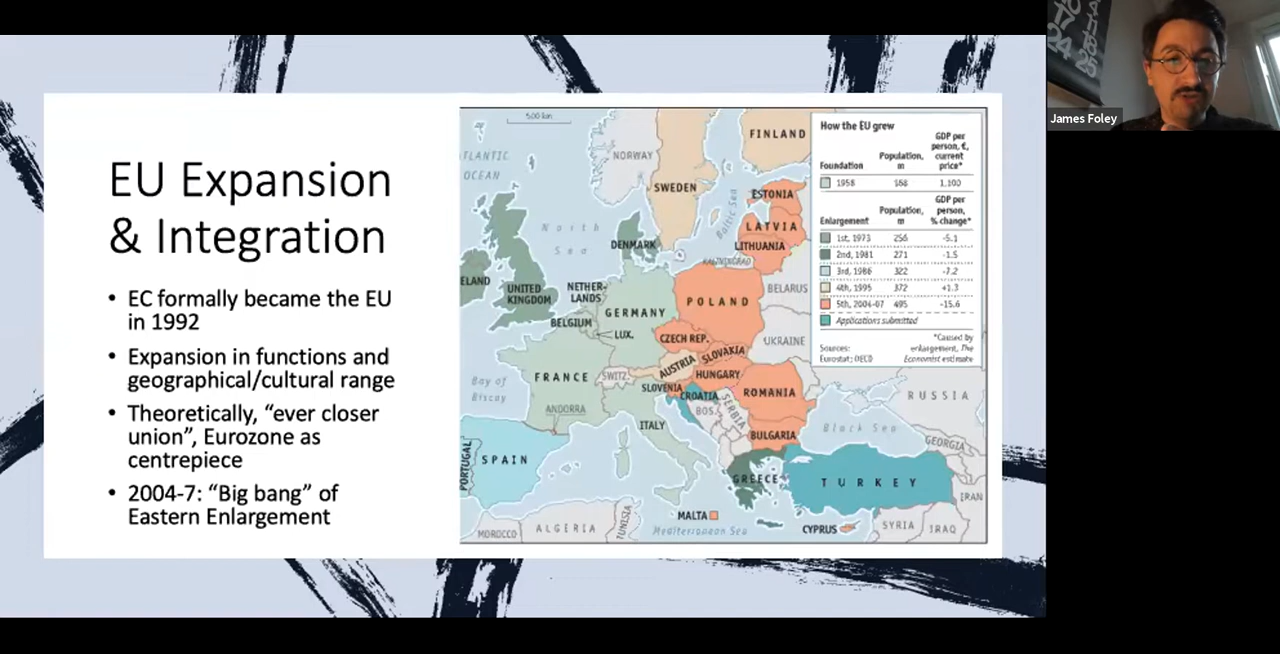 EU Expansion
& Integration
• EC formally became the EU
in 1992
• Expansion in functions and
geographical/cultural range
• Theoretically, “ever closer
union”, Eurozone as
centrepiece
• 2004-7: “Big bang” of
Eastern Enlargement
500 km
ATLANTIC
OCEAN
NORWAY
SWEDEN
FINLAND
North
Sea
Baltic Sea
ESTONIA
LATVIA
LITHUANIA
KALININGRAD
DENMARK
ELAND
UNITED
KINGDOM
NETHER-
LANDS
BELGIUM
LUX.
GERMANY
POLAND
BELARUS
UKRAINE
CZECH REP.
SLOVAKIA
AUSTRIA
HUNGARY
FRANCE
SWITZ.
SLOVENIA
CROATIA
BOS.
SERBIA
ROMANIA
BULGARIA
Bay of
Biscay
ANDORRA
ITALY
PORTUGAL
SPAIN
GREECE
TURKEY
Black Sea
RUSSIA
GEORGIA
IRAN
IRAQ
SYRIA
CYPRUS
MALTA
Mediterranean Sea
MOROCCO
ALGERIA
TUNISIA
How the EU grew
Foundation
Population,
m
GDP per
person, €,
current
price*
1958 168 1,100
Enlargement
Population,
m
GDP per
person,
% change*
1st, 1973 256 -5.1
2nd, 1981 271 -1.5
3rd, 1986 322 -7.2
4th, 1995 372 +1.3
5th, 2004-07 495 -15.6
Applications submitted
*Caused by
enlargement, The
Economist estimate
Sources:
Eurostat; OECD
James Foley